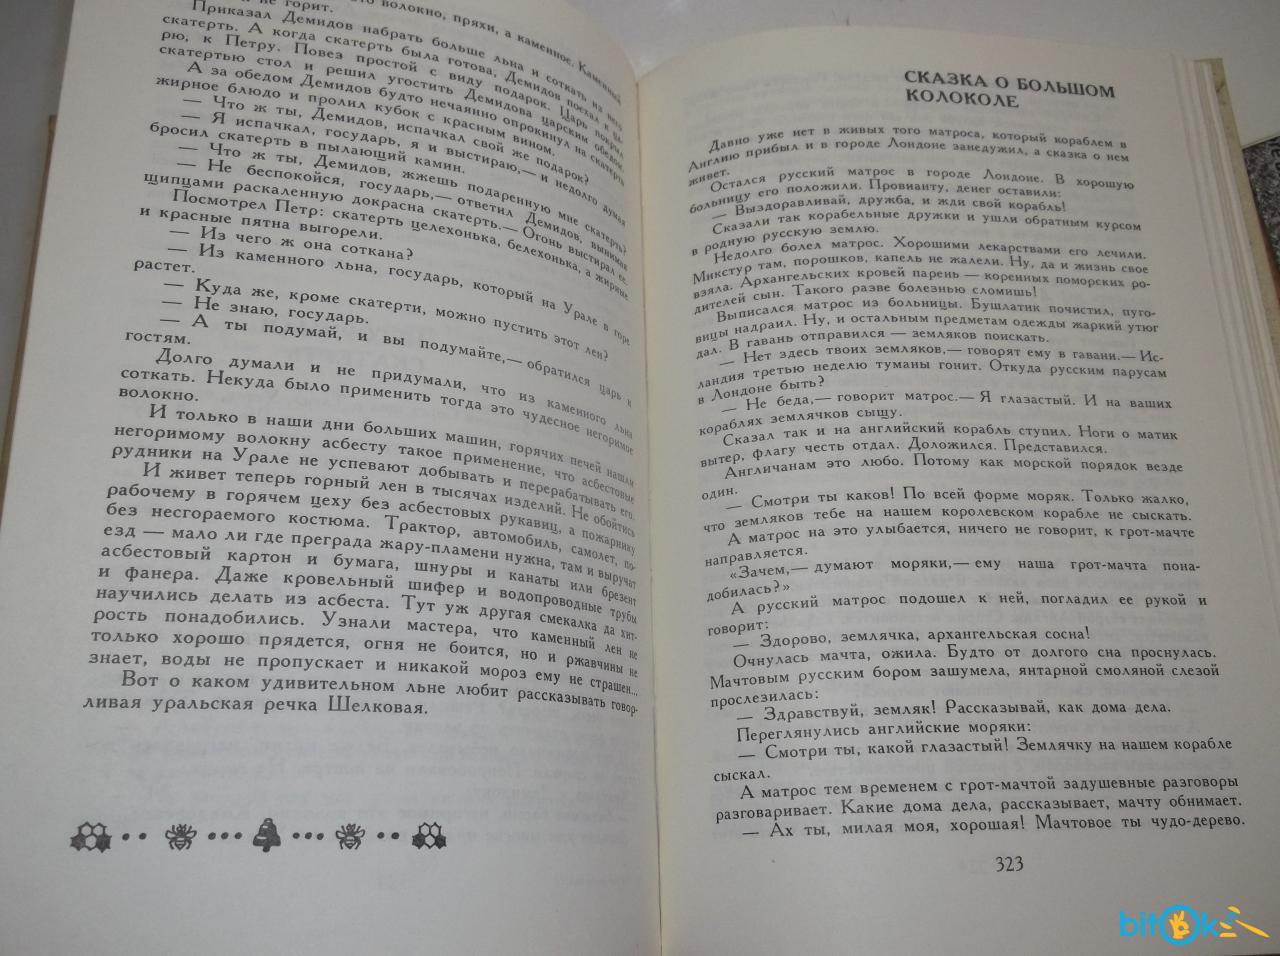 это волокно, пряхи, а каменное. Каменный
не горит.
Приказал Демидов набрать больше льна и соткать из него
скатерть. А когда скатерть была готова, Демидов поехал к ца-
рю, к Петру. Повез простой с виду подарок. Царь покрыл
скатертью стол и решил угостить Демидова царским обедом.
А за обедом Демидов будто нечаянно опрокинул на скатерть
жирное блюдо и пролил кубок с красным вином.
— Что ж ты, Демидов, испачкал свой же подарок?
— Я испачкал, государь, я и выстираю,— и недолго думая
бросил скатерть в пылающий камин.
— Что ж ты, Демидов, жжешь подаренную мне скатерть?
— Не беспокойся, государь,— ответил Демидов, вынимая
щипцами раскаленную докрасна скатерть.— Огонь выстирал ее.
Посмотрел Петр: скатерть целехонька, белехонька, а жирные
и красные пятна выгорели.
— Из чего ж она соткана?
— Из каменного льна, государь, который на Урале в горе
растет.
— Куда же, кроме скатерти, можно пустить этот лен?
— Не знаю, государь.
— А ты подумай, и вы подумайте,— обратился царь к
гостям.
Долго думали и не придумали, что из каменного льна
соткать. Некуда было применить тогда это чудесное негоримое
волокно.
И только в наши дни больших машин, горячих печей нашли
негоримому волокну асбесту такое применение, что асбестовые
рудники на Урале не успевают добывать и перерабатывать его.
И живет теперь горный лен в тысячах изделий. Не обойтись
рабочему в горячем цеху без асбестовых рукавиц, а пожарнику
без несгораемого костюма. Трактор, автомобиль, самолет, по-
езд — мало ли где преграда жару-пламени нужна, там и выручат
асбестовый картон и бумага, шнуры и канаты или брезент
и фанера. Даже кровельный шифер и водопроводные трубы
научились делать из асбеста. Тут уж другая смекалка да хит-
рость понадобились. Узнали мастера, что каменный лен не
только хорошо прядется, огня не боится, но и ржавчины не
знает, воды не пропускает и никакой мороз ему не страшен...
Вот о каком удивительном льне любит рассказывать говор-
ливая уральская речка Шелковая.
СКАЗКА О БОЛЬШОМ
КОЛОКОЛЕ
Давно уже нет в живых того матроса, который кораблем в
Англию прибыл и в городе Лондоне занедужил, а сказка о нем
живет.
Остался русский матрос в городе Лондоне. В хорошую
больницу его положили. Провианту, денег оставили:
— Выздоравливай, дружба, и жди свой корабль!
Сказали так корабельные дружки и ушли обратным курсом
в родную русскую землю.
Недолго болел матрос. Хорошими лекарствами его лечили.
Микстур там, порошков, капель не жалели. Ну, да и жизнь свое
взяла. Архангельских кровей парень — коренных поморских ро-
дителей сын. Такого разве болезнью сломишь!
Выписался матрос из больницы. Бушлатик почистил, пуго-
вицы надраил. Ну, и остальным предметам одежды жаркий утюг
дал. В гавань отправился — земляков поискать.
— Нет здесь твоих земляков,— говорят ему в гавани.— Ис-
ландия третью неделю туманы гонит. Откуда русским парусам
в Лондоне быть?
— Не беда,— говорит матрос.— Я глазастый. И на ваших
кораблях землячков сыщу.
Сказал так и на английский корабль ступил. Ноги о матик
вытер, флагу честь отдал. Доложился. Представился.
Англичанам это любо. Потому как морской порядок везде
один.
— Смотри ты каков! По всей форме моряк. Только жалко,
что земляков тебе на нашем королевском корабле не сыскать.
А матрос на это улыбается, ничего не говорит, к грот-мачте
направляется.
«Зачем,— думают моряки,— ему наша грот-мачта пона-
добилась?»
А русский матрос подошел к ней, погладил ее рукой и
говорит:
— Здорово, землячка, архангельская сосна!
Очнулась мачта, ожила. Будто от долгого сна проснулась.
Мачтовым русским бором зашумела, янтарной смоляной слезой
прослезилась:
— Здравствуй, земляк! Рассказывай, как дома дела.
Переглянулись английские моряки:
— Смотри ты, какой глазастый! Землячку на нашем корабле
сыскал.
А матрос тем временем с грот-мачтой задушевные разговоры
разговаривает. Какие дома дела, рассказывает, мачту обнимает.
— Ах ты, милая моя, хорошая! Мачтовое ты чудо-дерево.
323
bitok